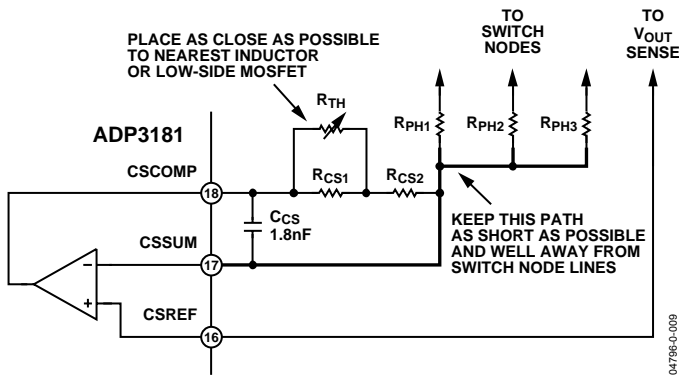 TO
SWITCH
NODES
TO
VOUT
SENSE
PLACE AS CLOSE AS POSSIBLE
TO NEAREST INDUCTOR
OR LOW-SIDE MOSFET
RTH
RPH1
RPH2
RPH3
ADP3181
CSCOMP
18
RCS1
RCS2
CCS
1.8nF
KEEP THIS PATH
AS SHORT AS POSSIBLE
AND WELL AWAY FROM
SWITCH NODE LINES
CSSUM
17
–
+
CSREF
16
04796-0-009